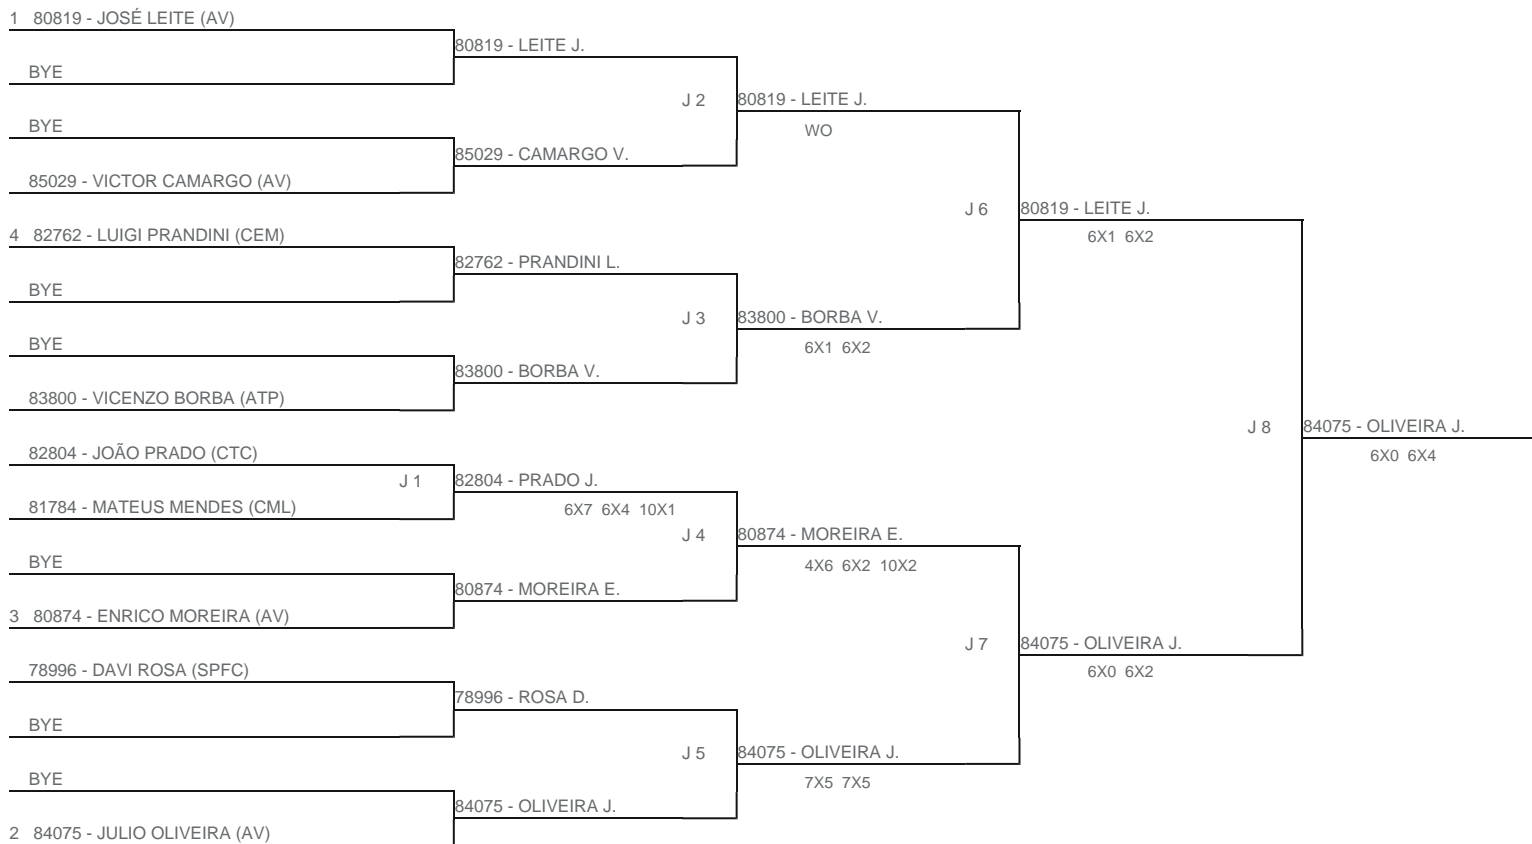 1 80819 - JOSÉ LEITE (AV)
80819 - LEITE J.
BYE
J 2
80819 - LEITE J.
WO
BYE
85029 - CAMARGO V.
85029 - VICTOR CAMARGO (AV)
J 6
80819 - LEITE J.
6X1 6X2
4 82762 - LUIGI PRANDINI (CEM)
82762 - PRANDINI L.
BYE
J 3
83800 - BORBA V.
6X1 6X2
BYE
83800 - BORBA V.
83800 - VICENZO BORBA (ATP)
J 8
84075 - OLIVEIRA J.
6X0 6X4
82804 - JOÃO PRADO (CTC)
J 1
82804 - PRADO J.
6X7 6X4 10X1
81784 - MATEUS MENDES (CML)
J 4
80874 - MOREIRA E.
4X6 6X2 10X2
BYE
80874 - MOREIRA E.
3 80874 - ENRICO MOREIRA (AV)
J 7
84075 - OLIVEIRA J.
6X0 6X2
78996 - DAVI ROSA (SPFC)
78996 - ROSA D.
BYE
J 5
84075 - OLIVEIRA J.
7X5 7X5
BYE
84075 - OLIVEIRA J.
2 84075 - JULIO OLIVEIRA (AV)